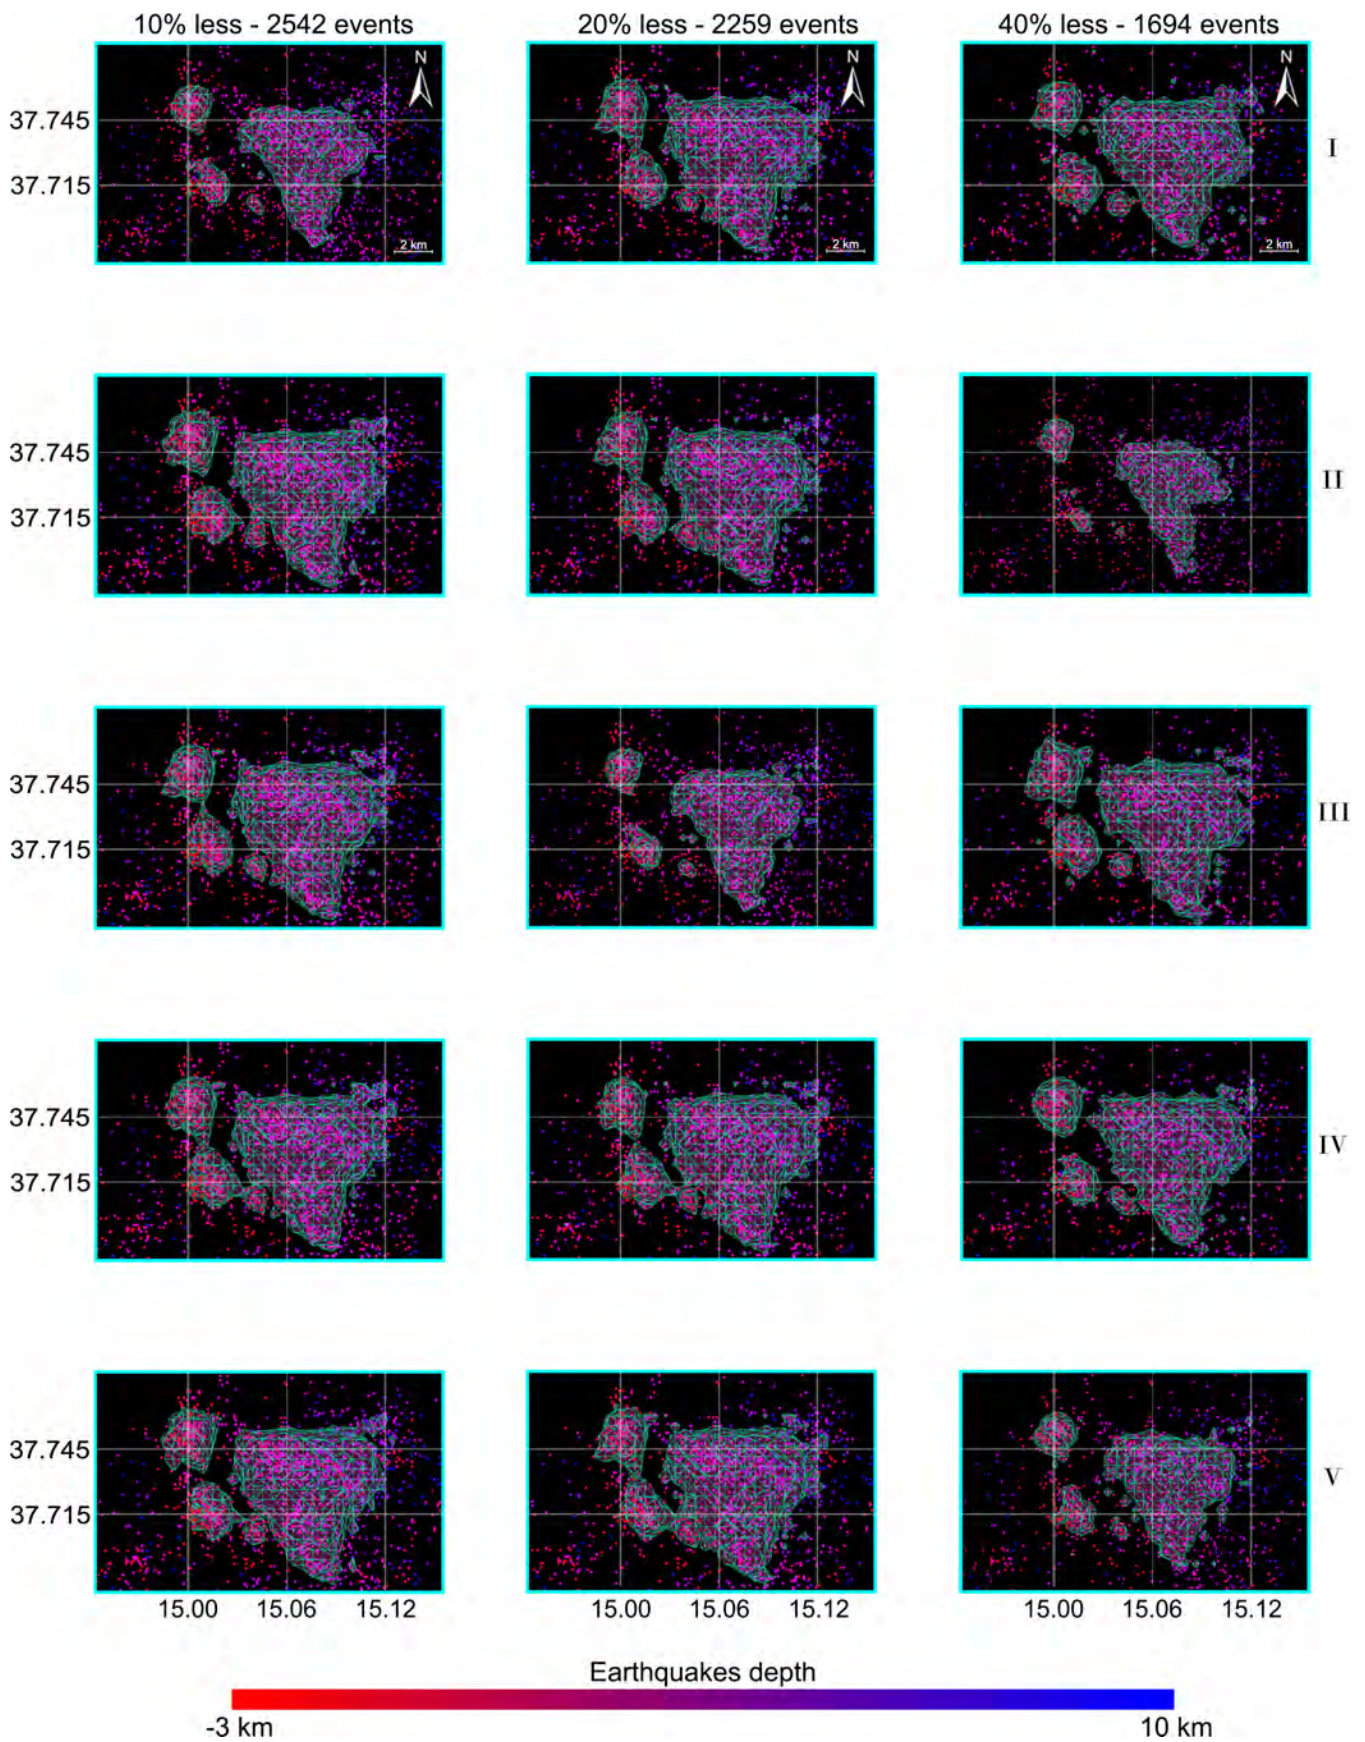 10% less - 2542 events 20% less - 2259 events 40% less - 1694 events
N N N
37.745
I
37.715
2 km 2 km 2 km
37.745
II
37.715
37.745
III
37.715
37.745
IV
37.715
37.745
V
37.715
15.00 15.06 15.12 15.00 15.06 15.12 15.00 15.06 15.12
Earthquakes depth
-3 km 10 km